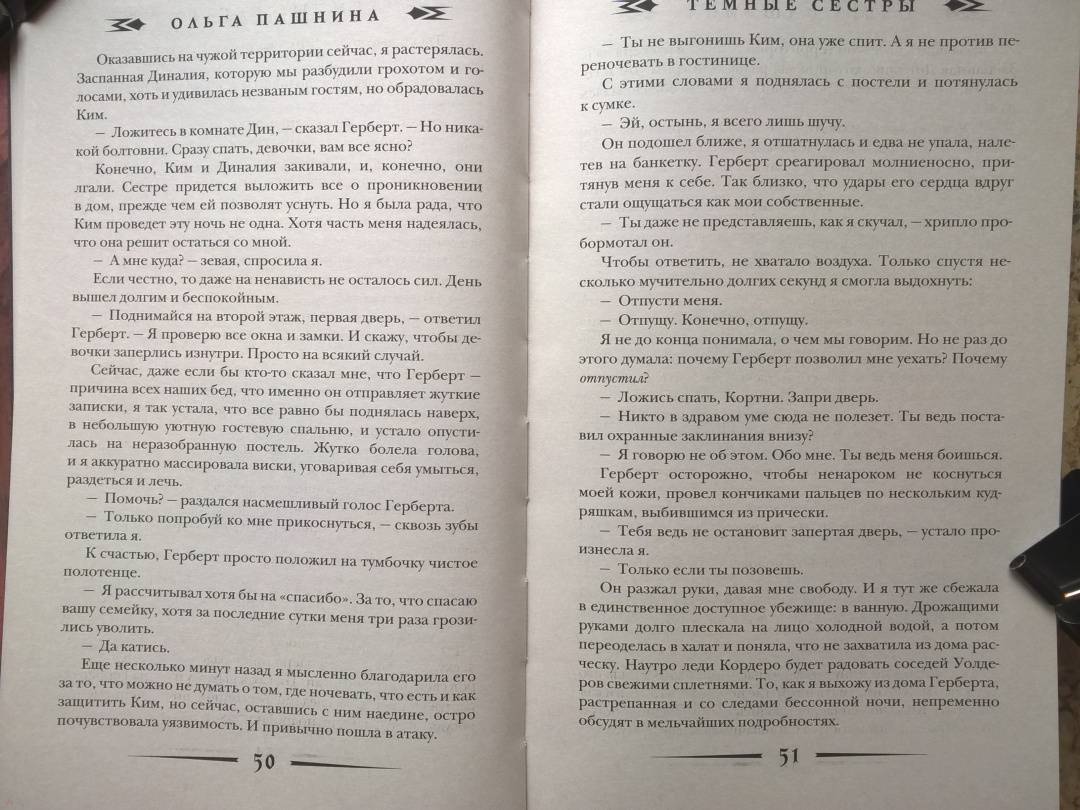 ОЛЬГА ПАШНИНА
Оказавшись на чужой территории сейчас, я растерялась.
Заспанная Диналия, которую мы разбудили грохотом и го-
лосами, хоть и удивилась незваным гостям, но обрадовалась
Ким.
— Ложитесь в комнате Дин, — сказал Герберт. — Но ника-
кой болтовни. Сразу спать, девочки, вам все ясно?
Конечно, Ким и Диналия закивали, и, конечно, они
лгали. Сестре придется выложить все о проникновении
в дом, прежде чем ей позволят уснуть. Но я была рада, что
Ким проведет эту ночь не одна. Хотя часть меня надеялась,
что она решит остаться со мной.
— А мне куда? — зевая, спросила я.
Если честно, то даже на ненависть не осталось сил. День
вышел долгим и беспокойным.
— Поднимайся на второй этаж, первая дверь, — ответил
Герберт. — Я проверю все окна и замки. И скажу, чтобы де-
вочки заперлись изнутри. Просто на всякий случай.
Сейчас, даже если бы кто-то сказал мне, что Герберт —
причина всех наших бед, что именно он отправляет жуткие
записки, я так устала, что все равно бы поднялась наверх,
в небольшую уютную гостевую спальню, и устало опусти-
лась на неразобранную постель. Жутко болела голова,
и я аккуратно массировала виски, уговаривая себя умыться,
раздеться и лечь.
— Помочь? — раздался насмешливый голос Герберта.
— Только попробуй ко мне прикоснуться, — сквозь зубы
ответила я.
К счастью, Герберт просто положил на тумбочку чистое
полотенце.
— Я рассчитывал хотя бы на «спасибо». За то, что спасаю
вашу семейку, хотя за последние сутки меня три раза грози-
лись уволить.
— Да катись.
Еще несколько минут назад я мысленно благодарила его
за то, что можно не думать о том, где ночевать, что есть и как
защитить Ким, но сейчас, оставшись с ним наедине, остро
почувствовала уязвимость. И привычно пошла в атаку.
50
ТЕМНЫЕ СЕСТРЫ
— Ты не выгонишь Ким, она уже спит. А я не против пе-
реночевать в гостинице.
С этими словами я поднялась с постели и потянулась
к сумке.
— Эй, остынь, я всего лишь шучу.
Он подошел ближе, я отшатнулась и едва не упала, нале-
тев на банкетку. Герберт среагировал молниеносно, при-
тянув меня к себе. Так близко, что удары его сердца вдруг
стали ощущаться как мои собственные.
— Ты даже не представляешь, как я скучал, — хрипло про-
бормотал он.
Чтобы ответить, не хватало воздуха. Только спустя не-
сколько мучительно долгих секунд я смогла выдохнуть:
— Отпусти меня.
— Отпущу. Конечно, отпущу.
Я не до конца понимала, о чем мы говорим. Но не раз до
этого думала: почему Герберт позволил мне уехать? Почему
отпустил?
— Ложись спать, Кортни. Запри дверь.
— Никто в здравом уме сюда не полезет. Ты ведь поста-
вил охранные заклинания внизу?
— Я говорю не об этом. Обо мне. Ты ведь меня боишься.
Герберт осторожно, чтобы ненароком не коснуться
моей кожи, провел кончиками пальцев по нескольким куд-
ряшкам, выбившимся из прически.
— Тебя ведь не остановит запертая дверь, — устало про-
изнесла я.
— Только если ты позовешь.
Он разжал руки, давая мне свободу. И я тут же сбежала
в единственное доступное убежище: в ванную. Дрожащими
руками долго плескала на лицо холодной водой, а потом
переоделась в халат и поняла, что не захватила из дома рас-
ческу. Наутро леди Кордеро будет радовать соседей Уолде-
ров свежими сплетнями. То, как я выхожу из дома Герберта,
растрепанная и со следами бессонной ночи, непременно
обсудят в мельчайших подробностях.
51